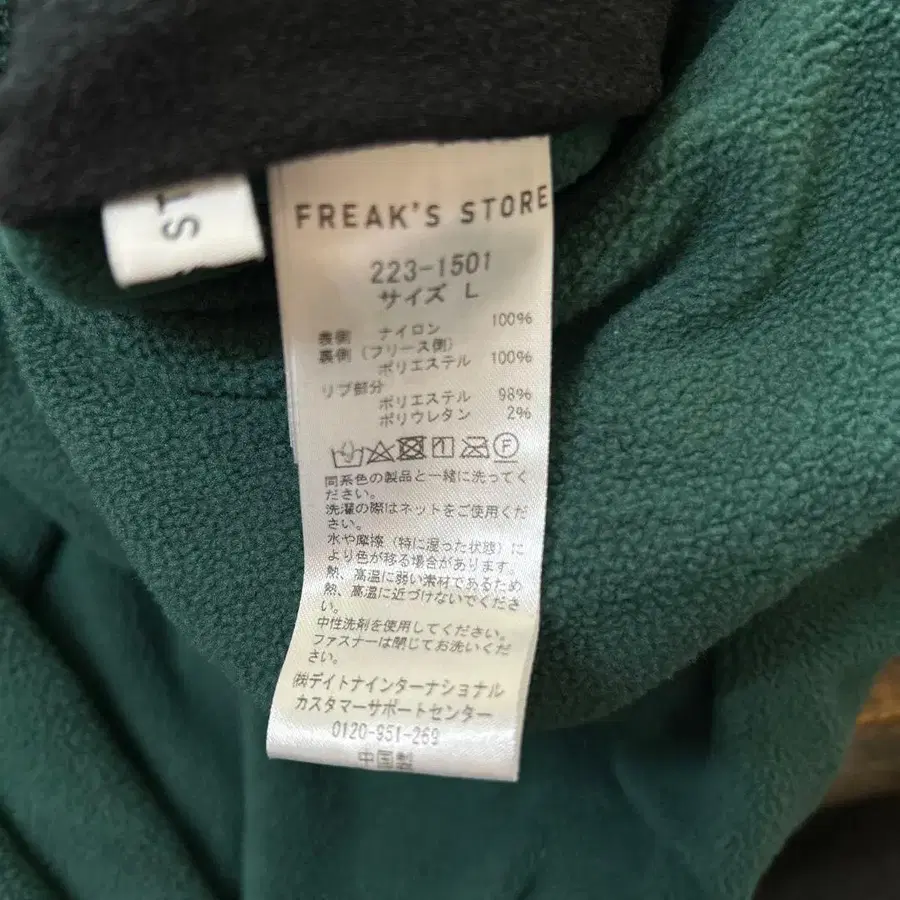 ST
FREAK'S STORE
223-1501
サイズ L
表側 ナイロン 100%
裏側 (フリース側)
ポリエステル 100%
リブ部分
ポリエステル 98%
ポリウレタン 2%
同系色の製品と一緒に洗ってく
ださい。
洗濯の際はネットをご使用くだ
さい。
水や摩擦 (特に湿った状態) に
より色が移る場合があります。
熱、高温に弱い素材であるため
熱、高温に近づけないでくださ
い。
中性洗剤を使用してください。
ファスナーは閉じてお洗いくだ
さい。
㈱デイトナインターナショナル
カスタマーサポートセンター
0120-951-269
中国製